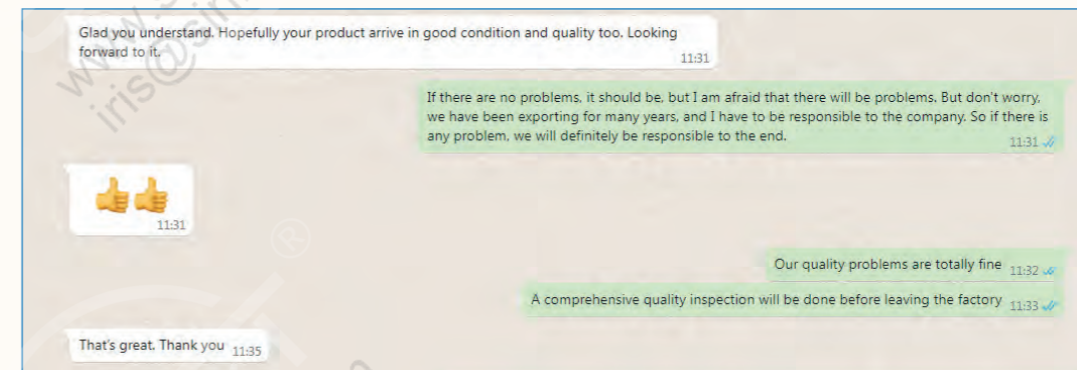 Glad you understand. Hopefully your product arrive in good condition and quality too. Looking
forward to it.
11:31
If there are no problems, it should be, but I am afraid that there will be problems. But don't worry,
we have been exporting for many years, and I have to be responsible to the company. So if there is
any problem, we will definitely be responsible to the end.
11:31
11:31
Our quality problems are totally fine 11:32
A comprehensive quality inspection will be done before leaving the factory 11:33
That's great. Thank you 11:35